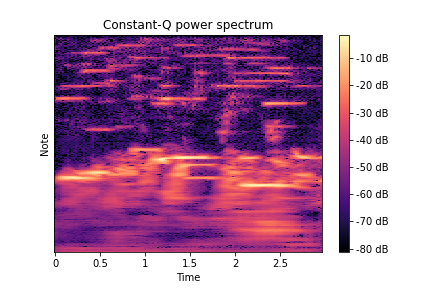 Constant-Q power spectrum
Note
-10 dB
-20 dB
-30 dB
-40 dB
-50 dB
-60 dB
-70 dB
-80 dB
0 0.5 1 1.5 2 2.5
Time